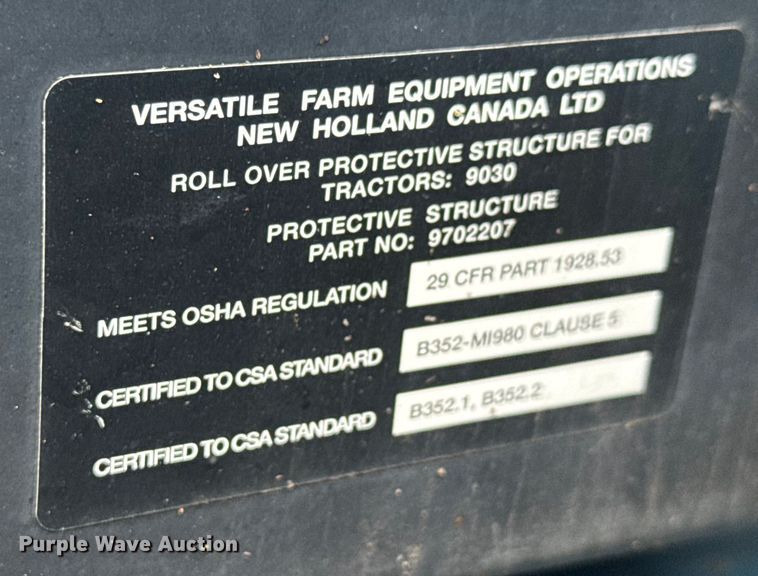 VERSATILE FARM EQUIPMENT OPERATIONS
NEW HOLLAND CANADA LTD
ROLL OVER PROTECTIVE STRUCTURE FOR
TRACTORS: 9030
PROTECTIVE STRUCTURE
PART NO: 9702207
MEETS OSHA REGULATION 29 CFR PART 1928.53
CERTIFIED TO CSA STANDARD B352-MI980 CLAUSE 5
CERTIFIED TO CSA STANDARD B352.1, B352.2
Purple Wave Auction